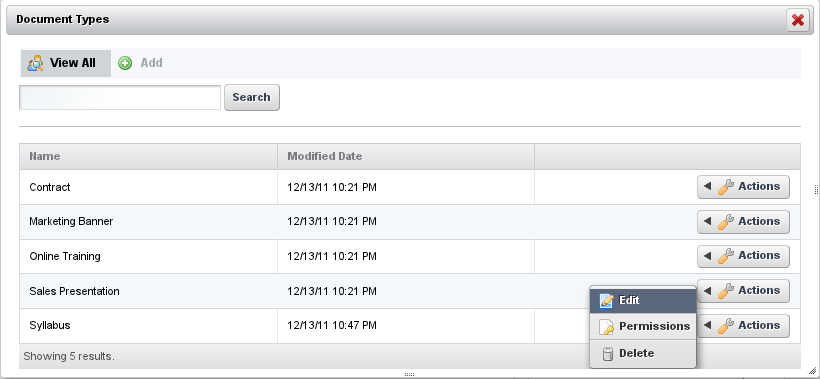 Document Types
View All Add
Search
Name Modified Date
Contract 12/13/11 10:21 PM Actions
Marketing Banner 12/13/11 10:21 PM Actions
Online Training 12/13/11 10:21 PM Actions
Sales Presentation 12/13/11 10:21 PM Actions
Edit
Syllabus 12/13/11 10:47 PM Permissions Actions
Delete
Showing 5 results.